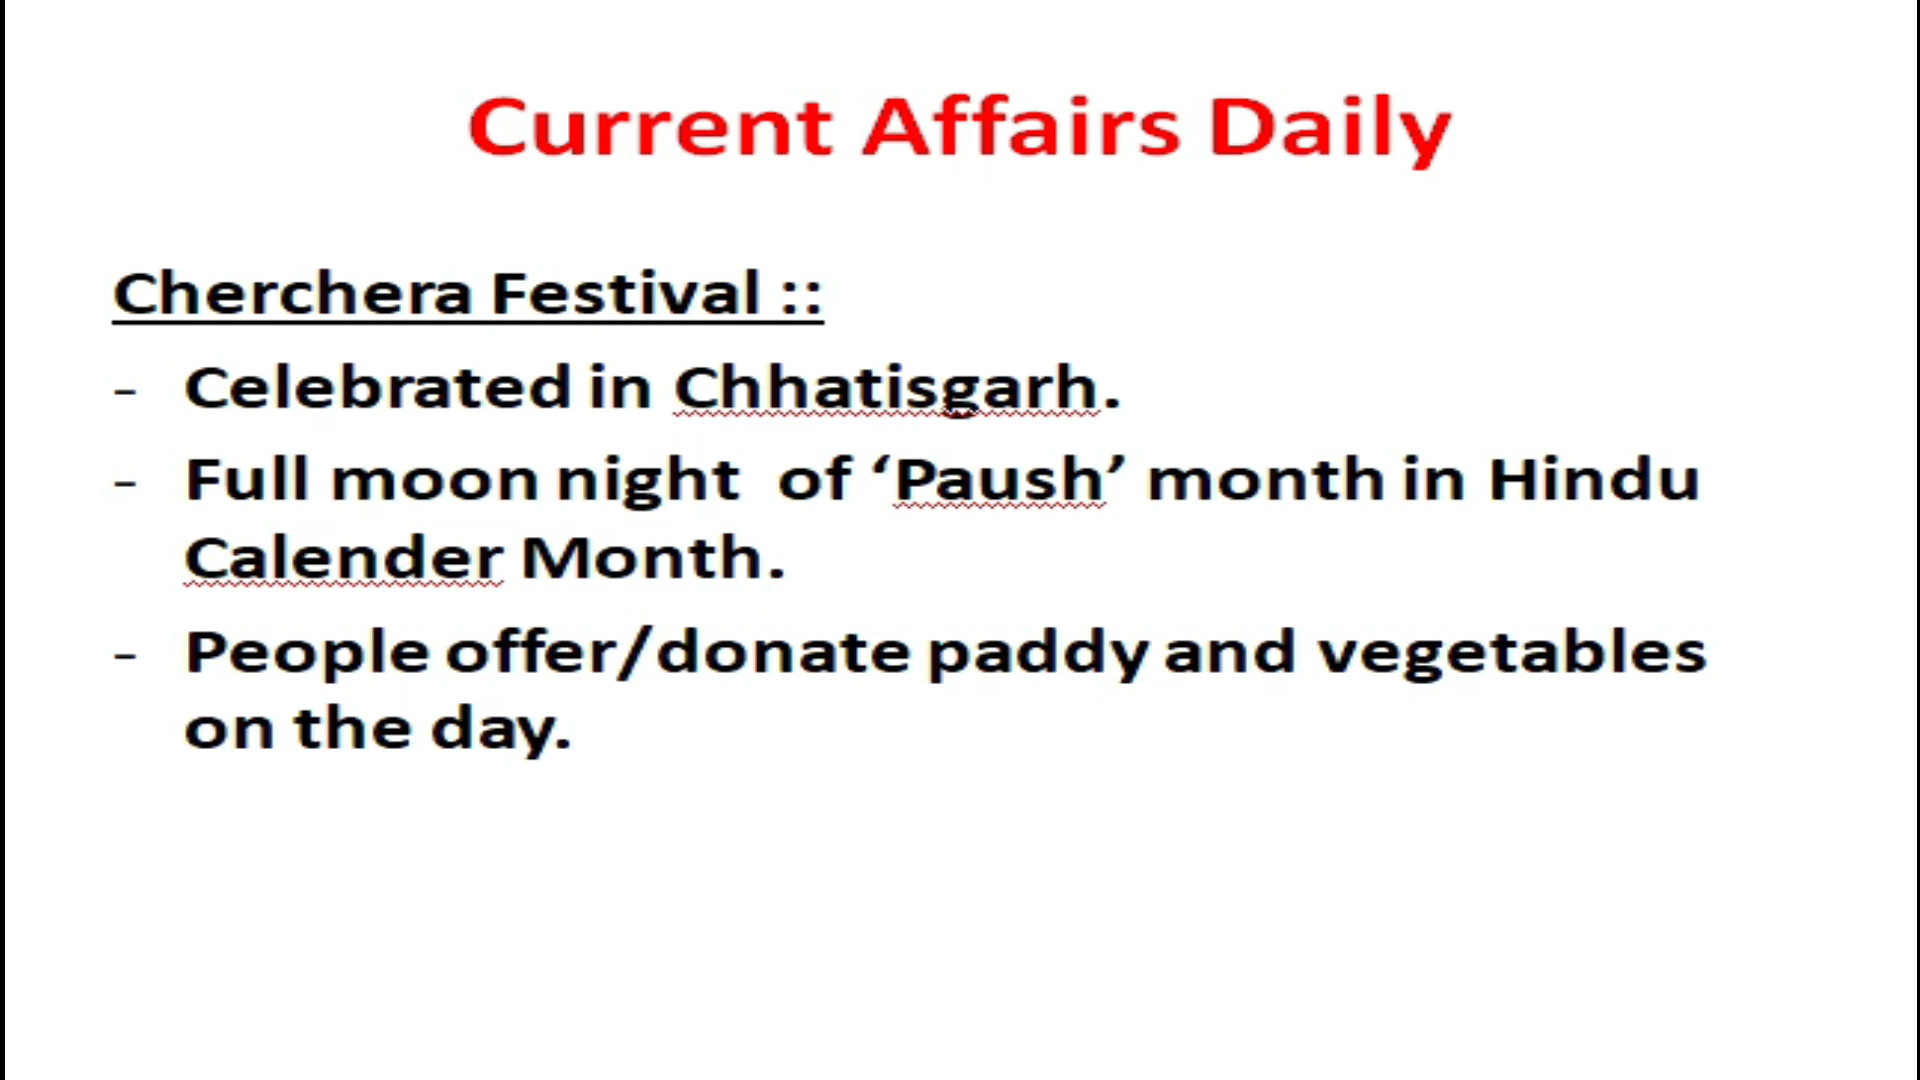 Current Affairs Daily
Cherchera Festival ::
- Celebrated in Chhatisgarh.
- Full moon night of ‘Paush’ month in Hindu
Calender Month.
- People offer/donate paddy and vegetables
on the day.